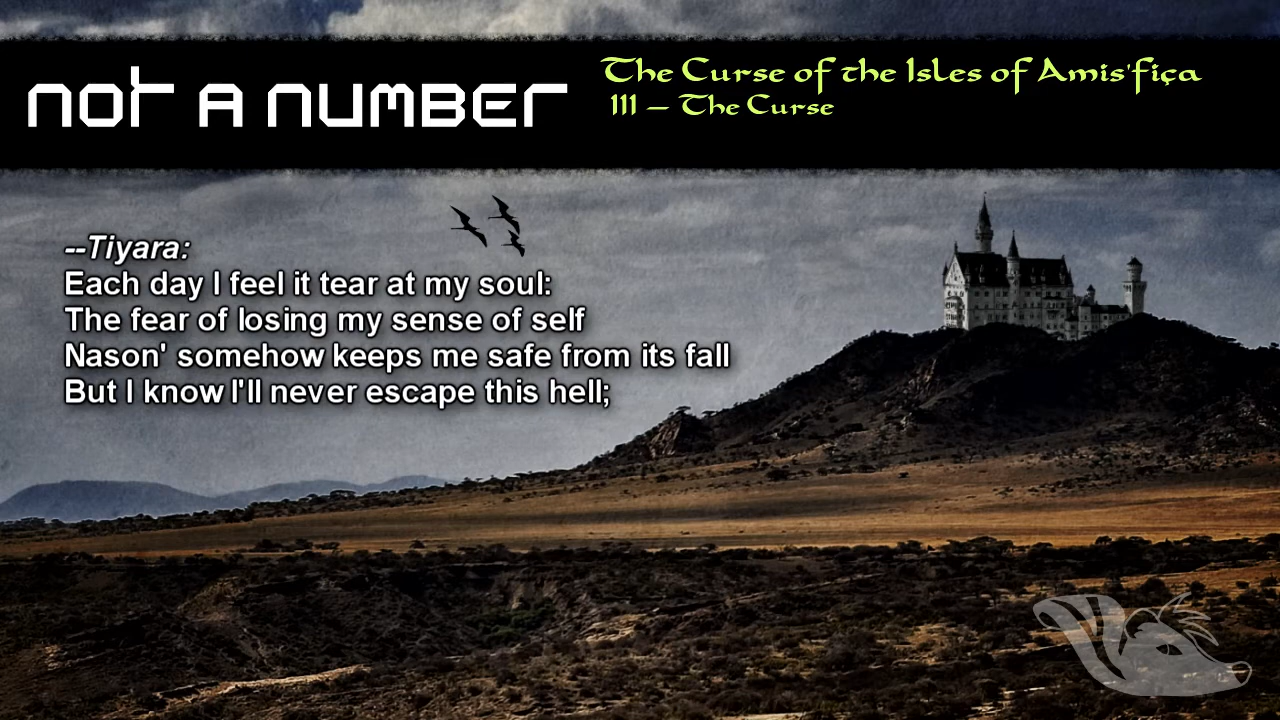 not a number
The Curse of the Isles of Amis'fiça
III – The Curse
--Tiyara:
Each day I feel it tear at my soul:
The fear of losing my sense of self
Nason' somehow keeps me safe from its fall
But I know I'll never escape this hell;